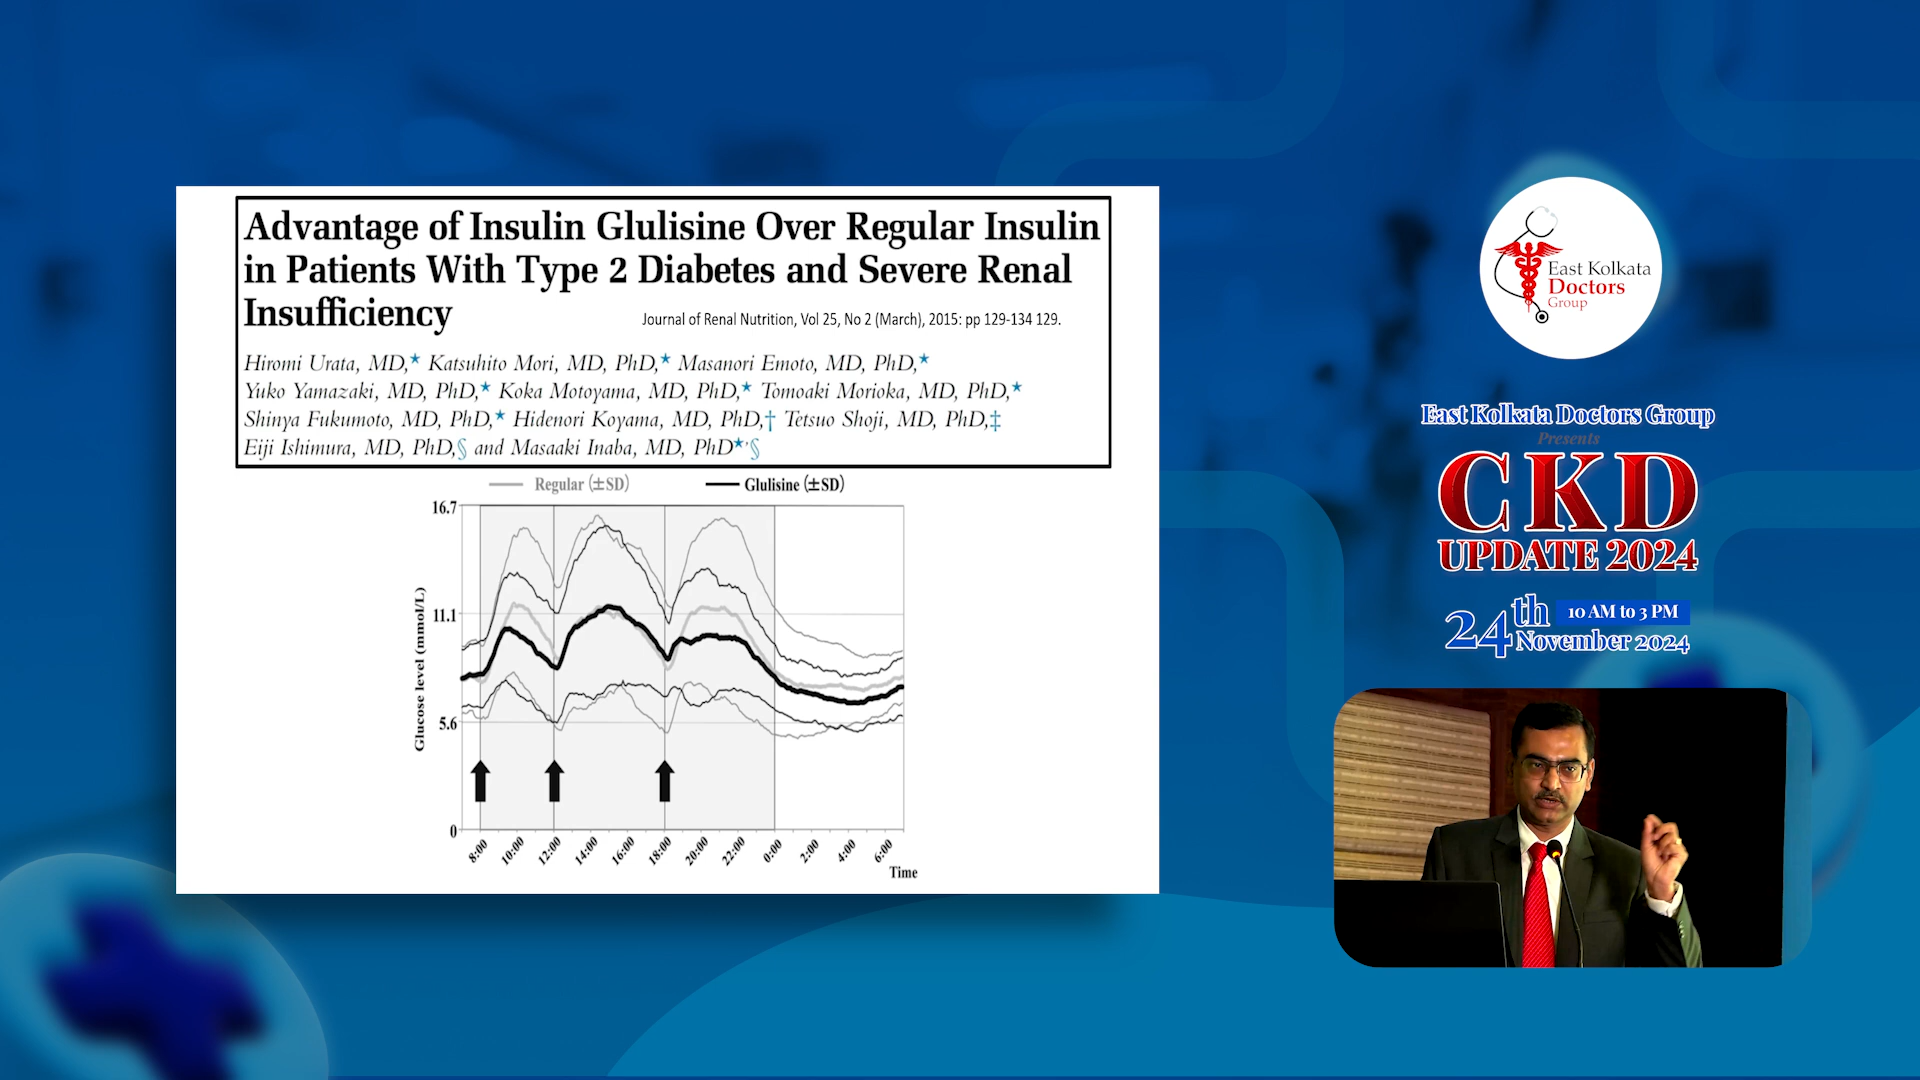 Advantage of Insulin Glulisine Over Regular Insulin
in Patients With Type 2 Diabetes and Severe Renal
Insufficiency
Journal of Renal Nutrition, Vol 25, No 2 (March), 2015: pp 129-134 129.
Hiromi Urata, MD,★ Katsuhito Mori, MD, PhD,★ Masanori Emoto, MD, PhD,★
Yuko Yamazaki, MD, PhD,★ Koka Motoyama, MD, PhD,★ Tomoaki Morioka, MD, PhD,★
Shinya Fukumoto, MD, PhD,★ Hidenori Koyama, MD, PhD,† Tetsuo Shoji, MD, PhD,‡
Eiji Ishimura, MD, PhD,§ and Masaaki Inaba, MD, PhD★,§
Regular (±SD) Glulisine (±SD)
16.7
11.1
5.6
0
Glucose level (mmol/L)
8:00 10:00 12:00 14:00 16:00 18:00 20:00 22:00 0:00 2:00 4:00 6:00
Time
East Kolkata
Doctors
Group
East Kolkata Doctors Group
Presents
CKD
UPDATE 2024
24th 10 AM to 3 PM
November 2024